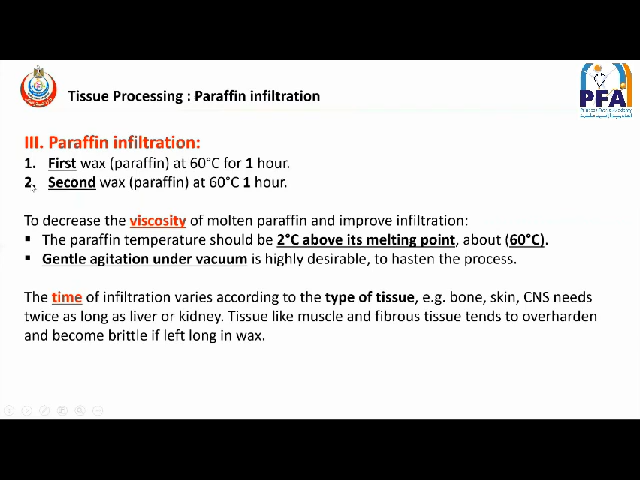 Tissue Processing : Paraffin infiltration
PFA
III. Paraffin infiltration:
1. First wax (paraffin) at 60°C for 1 hour.
2. Second wax (paraffin) at 60°C 1 hour.
To decrease the viscosity of molten paraffin and improve infiltration:
▪ The paraffin temperature should be 2°C above its melting point, about (60°C).
▪ Gentle agitation under vacuum is highly desirable, to hasten the process.
The time of infiltration varies according to the type of tissue, e.g. bone, skin, CNS needs
twice as long as liver or kidney. Tissue like muscle and fibrous tissue tends to overharden
and become brittle if left long in wax.